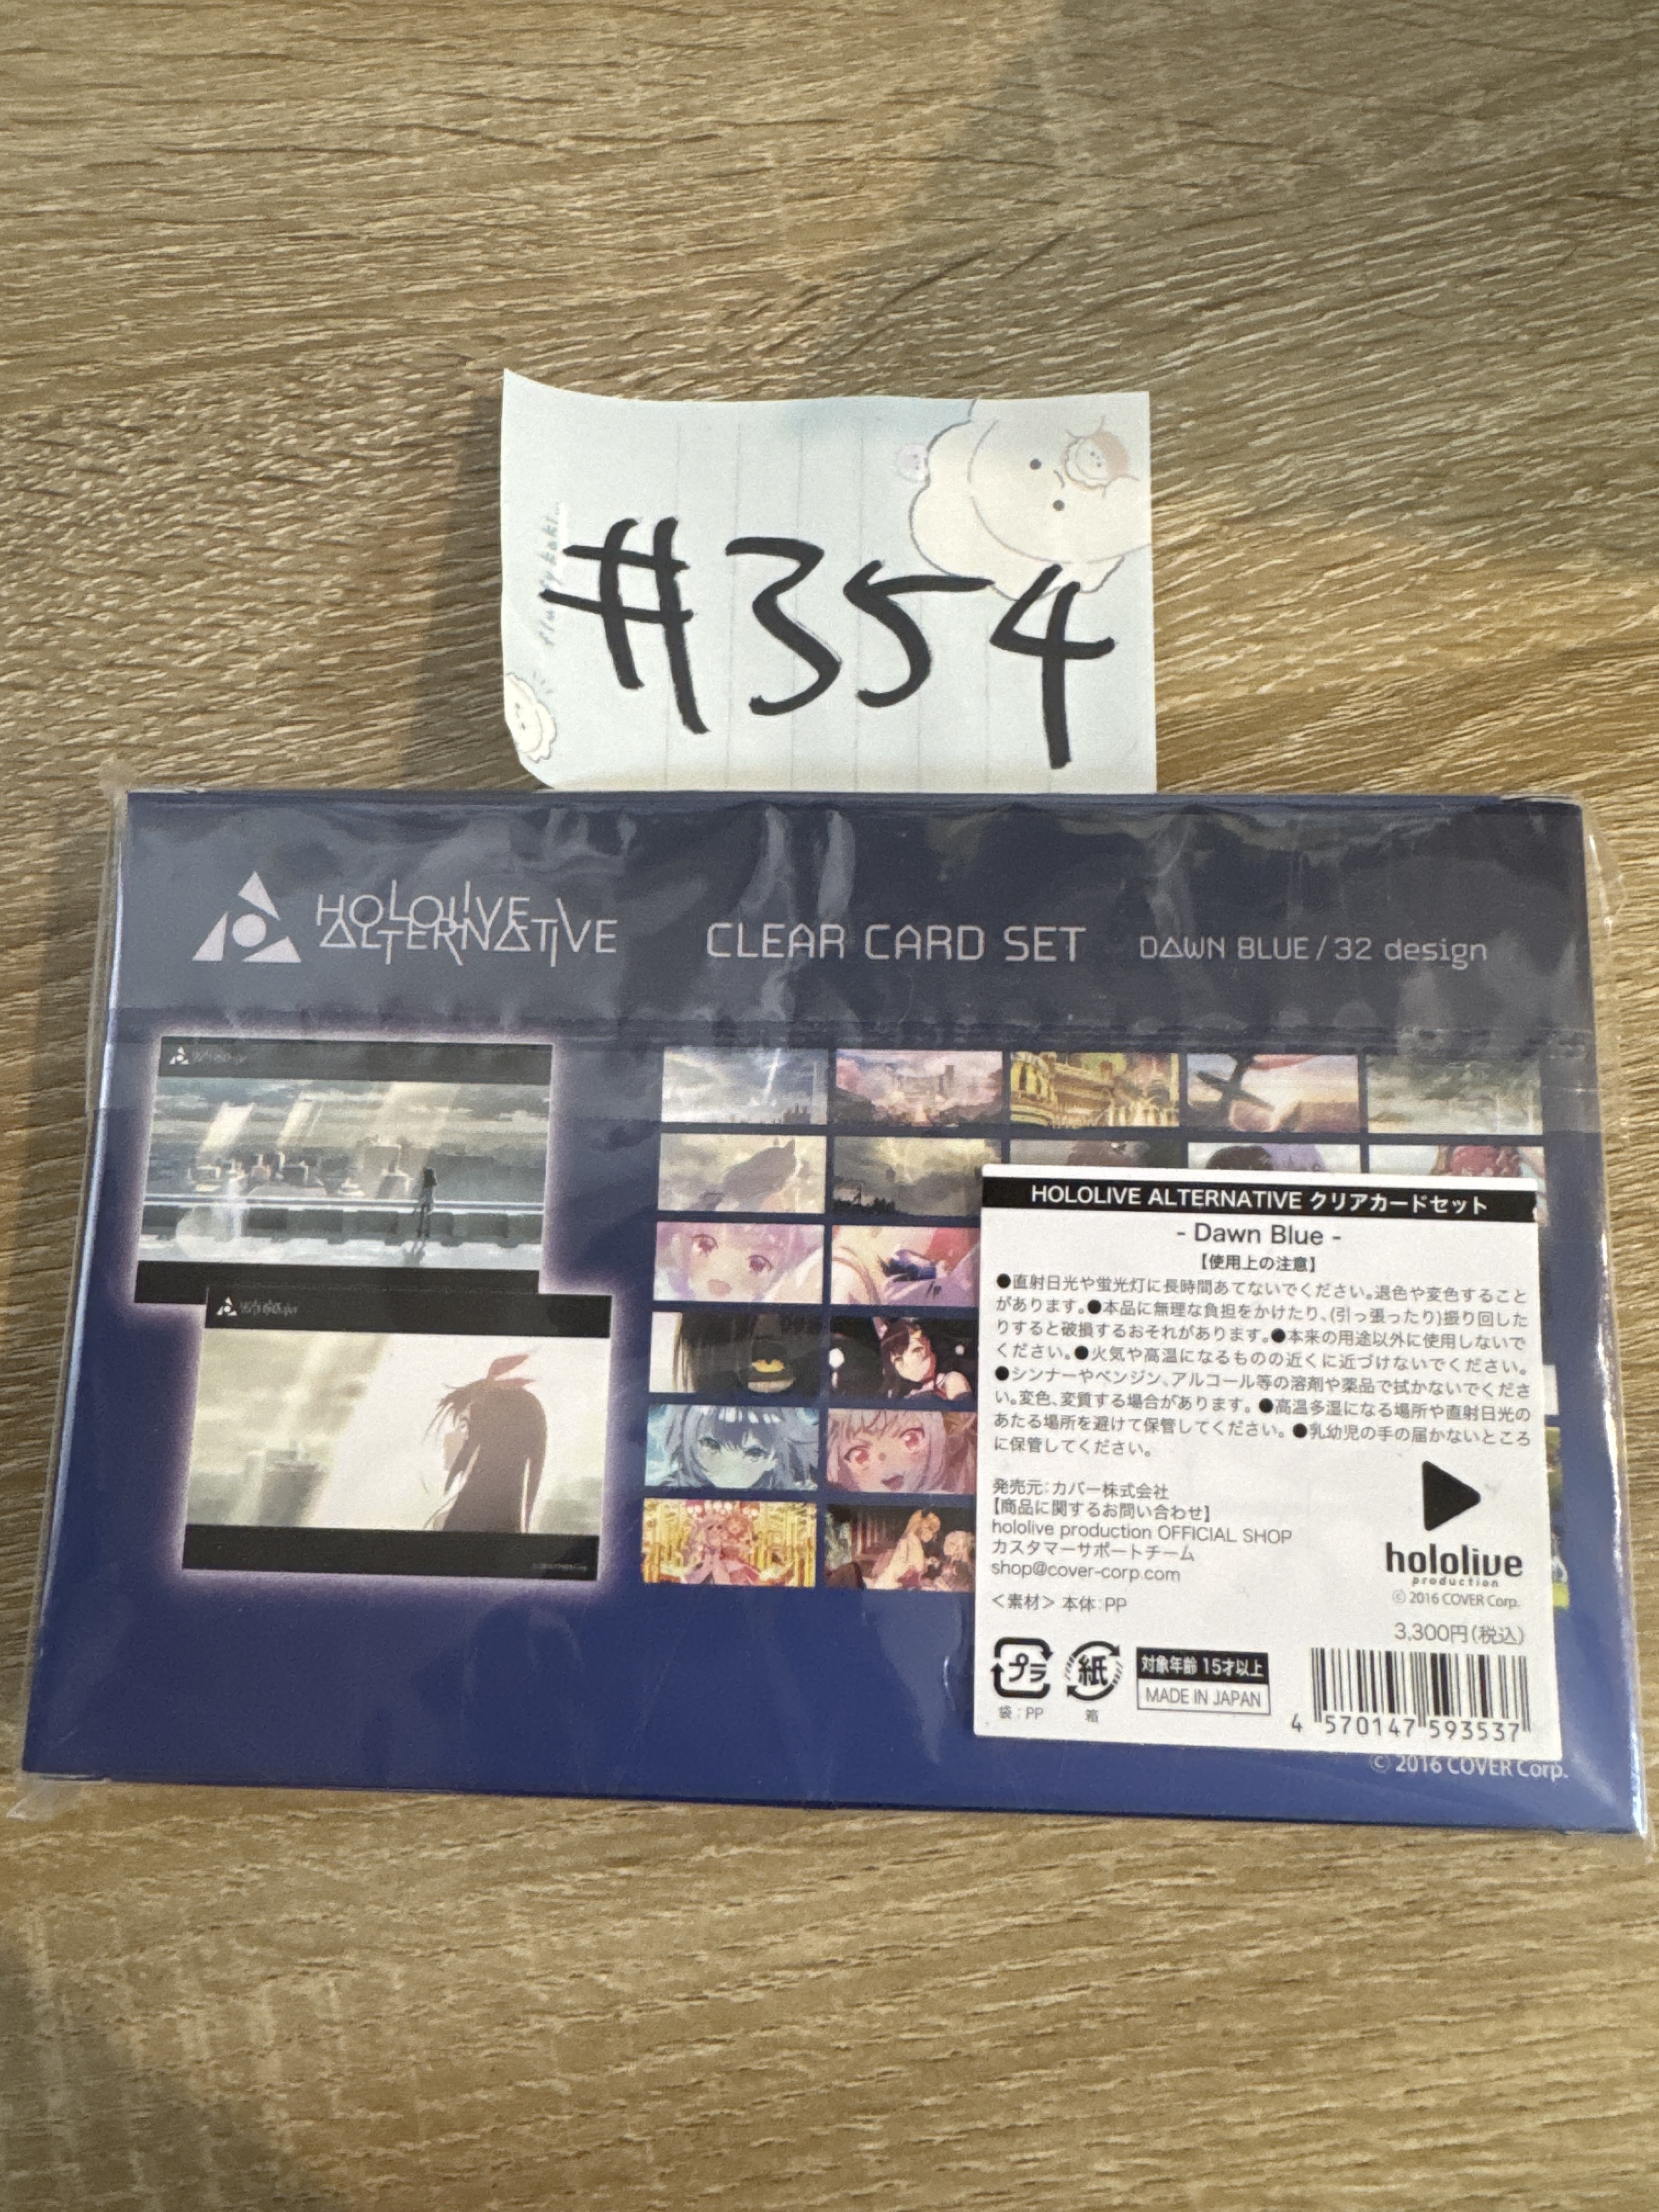 #354
HOLOLIVE
ALTERNATIVE
CLEAR CARD SET
DAWN BLUE / 32 design
HOLOLIVE ALTERNATIVE クリアカードセット
- Dawn Blue -
【使用上の注意】
●直射日光や蛍光灯に長時間あてないでください。退色や変色すること
があります。●本品に無理な負担をかけたり、(引っ張ったり)振り回した
りすると破損するおそれがあります。●本来の用途以外に使用しないで
ください。●火気や高温になるものの近くに近づけないでください。
●シンナーやベンジン、アルコール等の溶剤や薬品で拭かないでくださ
い。変色、変質する場合があります。●高温多湿になる場所や直射日光の
あたる場所を避けて保管してください。●乳幼児の手の届かないところ
に保管してください。
発売元:カバー株式会社
【商品に関するお問い合わせ】
hololive production OFFICIAL SHOP
カスタマーサポートチーム
shop@cover-corp.com
＜素材＞ 本体:PP
hololive
production
© 2016 COVER Corp.
3,300円(税込)
プラ
袋:PP
紙
箱
対象年齢 15才以上
MADE IN JAPAN
4 570147 593537
© 2016 COVER Corp.